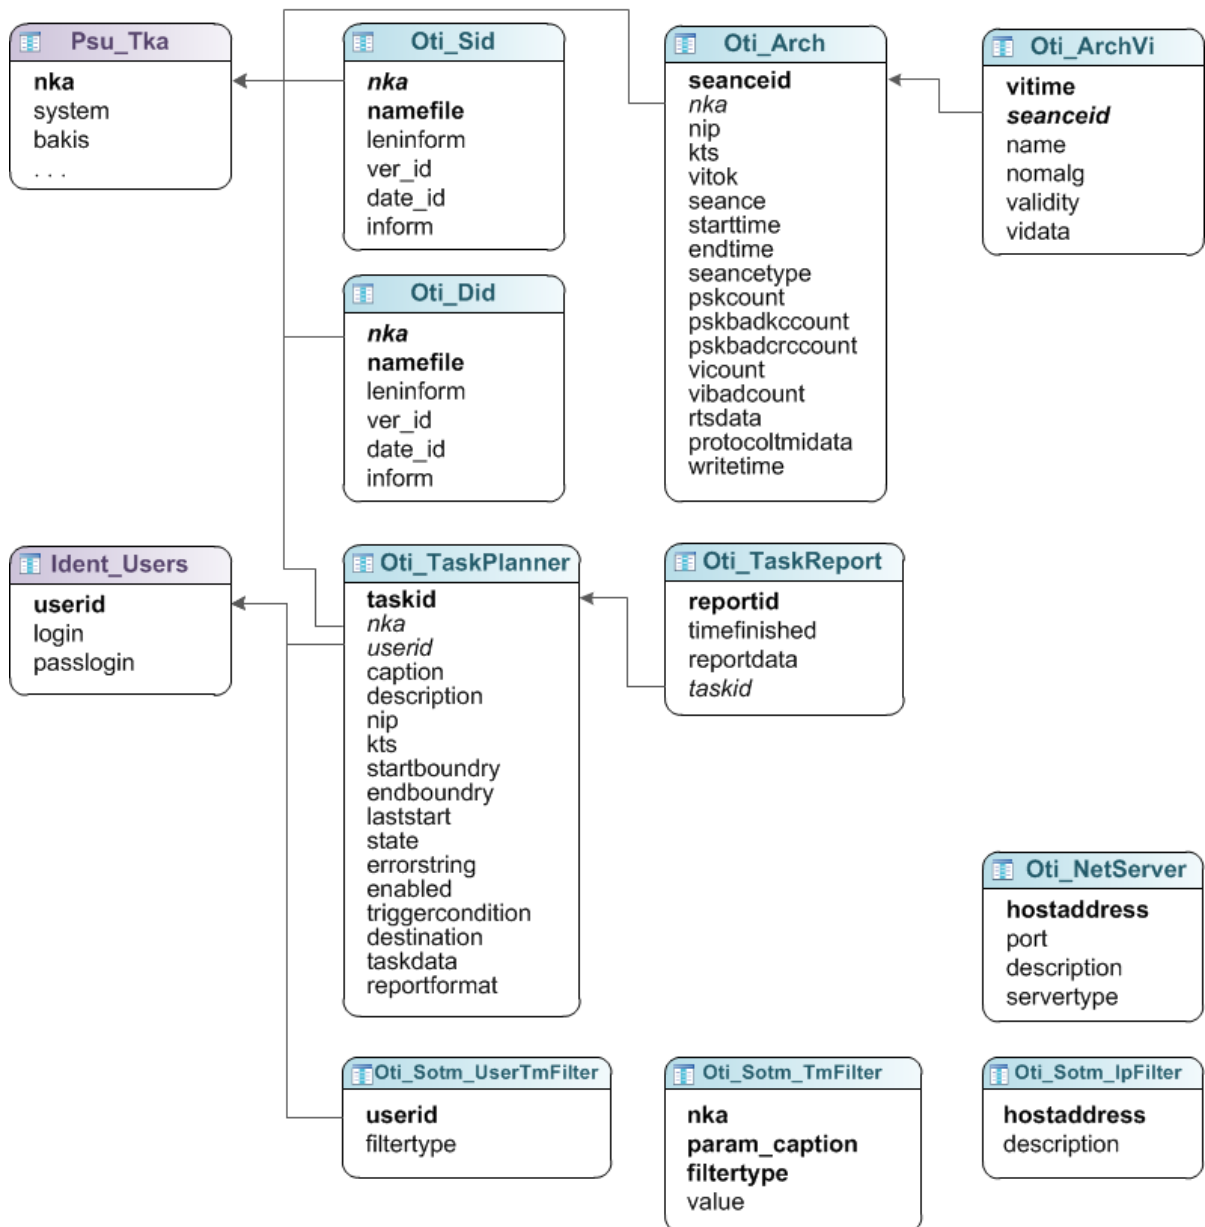 Psu_Tka
nka
system
bakis
. . .
Oti_Sid
nka
namefile
leninform
ver_id
date_id
inform
Oti_Arch
seanceid
nka
nip
kts
vitok
seance
starttime
endtime
seancetype
pskcount
pskbadkccount
pskbadcrccount
vicount
vibadcount
rtsdata
protocoltmidata
writetime
Oti_ArchVi
vitime
seanceid
name
nomalg
validity
vidata
Oti_Did
nka
namefile
leninform
ver_id
date_id
inform
Ident_Users
userid
login
passlogin
Oti_TaskPlanner
taskid
nka
userid
caption
description
nip
kts
startboundry
endboundry
laststart
state
errorstring
enabled
triggercondition
destination
taskdata
reportformat
Oti_TaskReport
reportid
timefinished
reportdata
taskid
Oti_NetServer
hostaddress
port
description
servertype
Oti_Sotm_UserTmFilter
userid
filtertype
Oti_Sotm_TmFilter
nka
param_caption
filtertype
value
Oti_Sotm_IpFilter
hostaddress
description